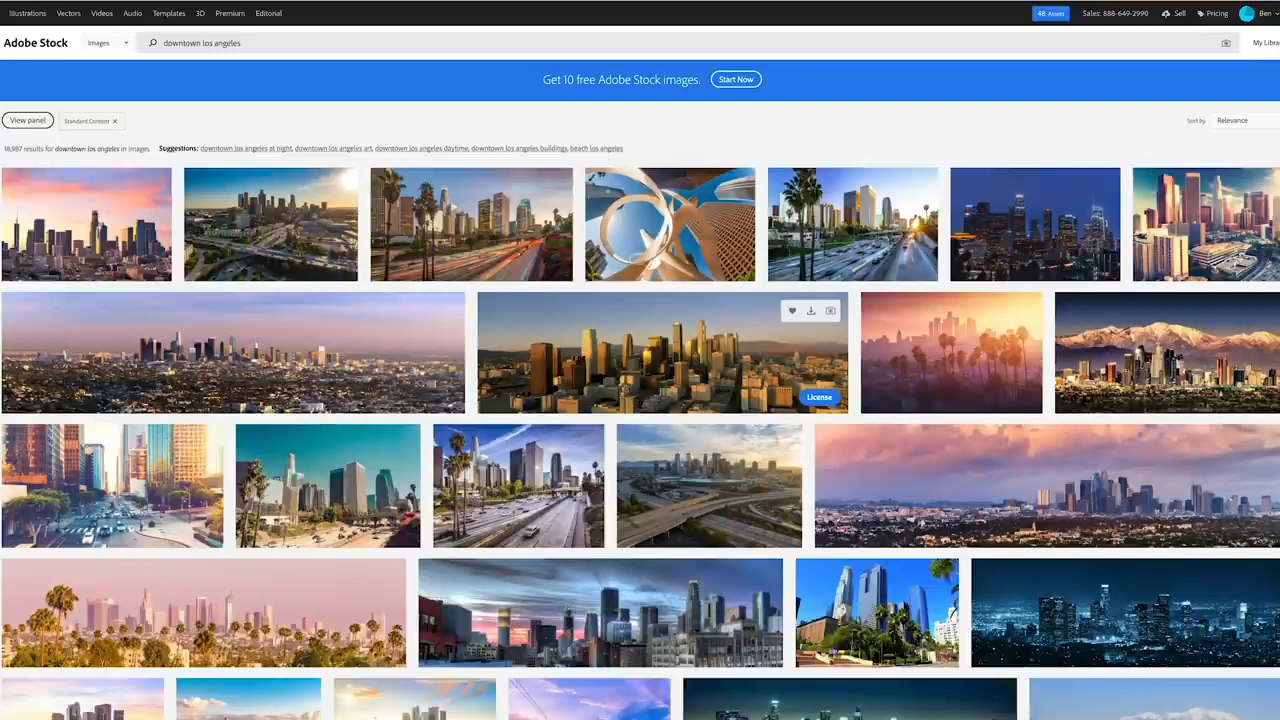 Illustrations Vectors Videos Audio Templates 3D Premium Editorial 48 Assets Sales: 888-649-2990 Sell Pricing Ben
Adobe Stock Images downtown los angeles My Libra
Get 10 free Adobe Stock images. Start Now
View panel Standard Content Sort by Relevance
18,987 results for downtown los angeles in images Suggestions: downtown los angeles at night, downtown los angeles art, downtown los angeles daytime, downtown los angeles buildings, beach los angeles
License